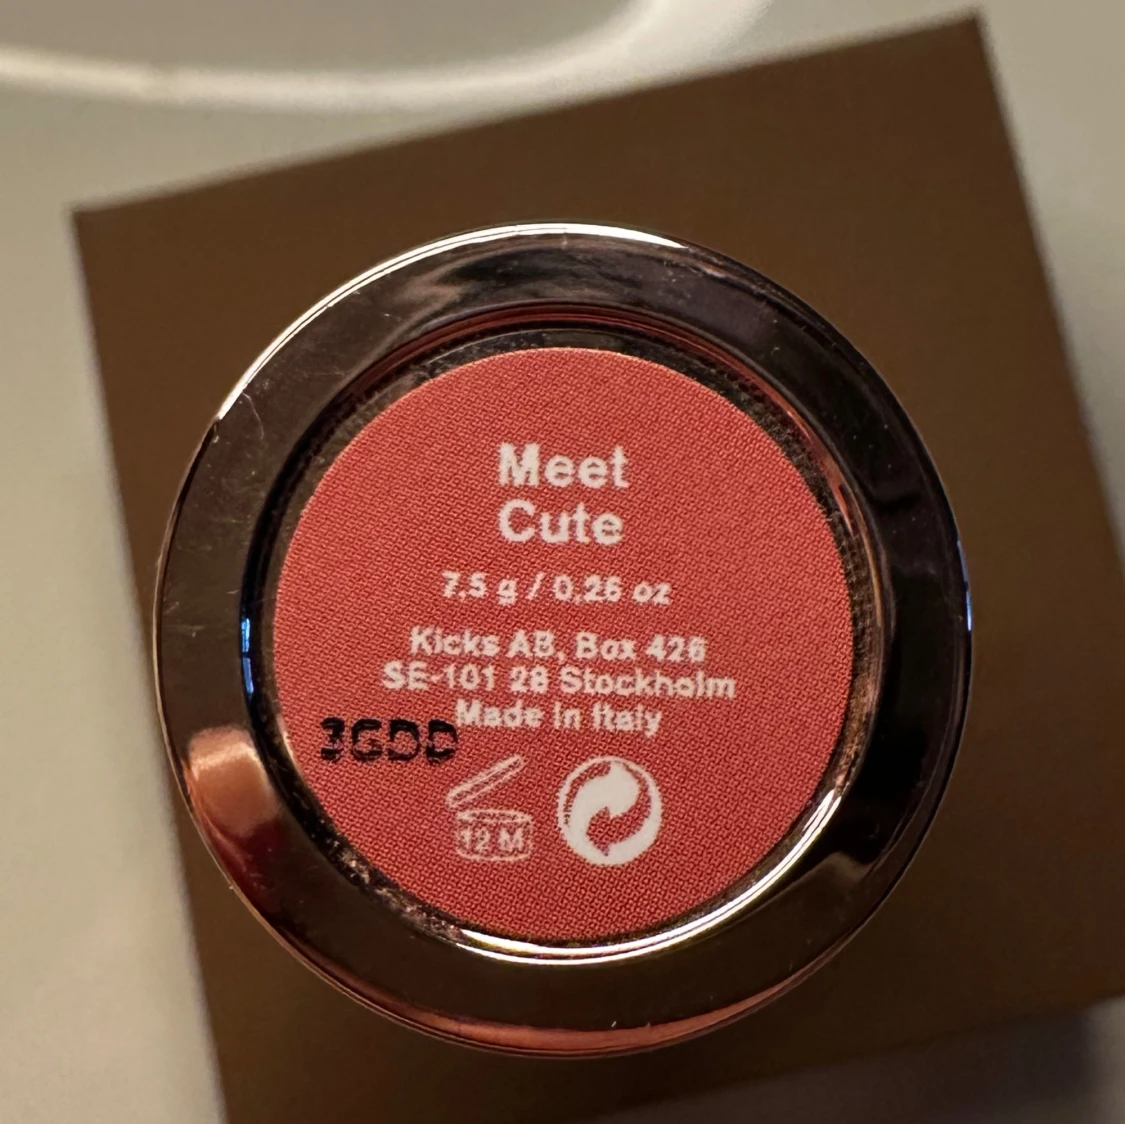 Meet
Cute
7.5 g / 0.26 oz
Kicks AB, Box 426
SE-101 28 Stockholm
Made in Italy
3GDD
12 M